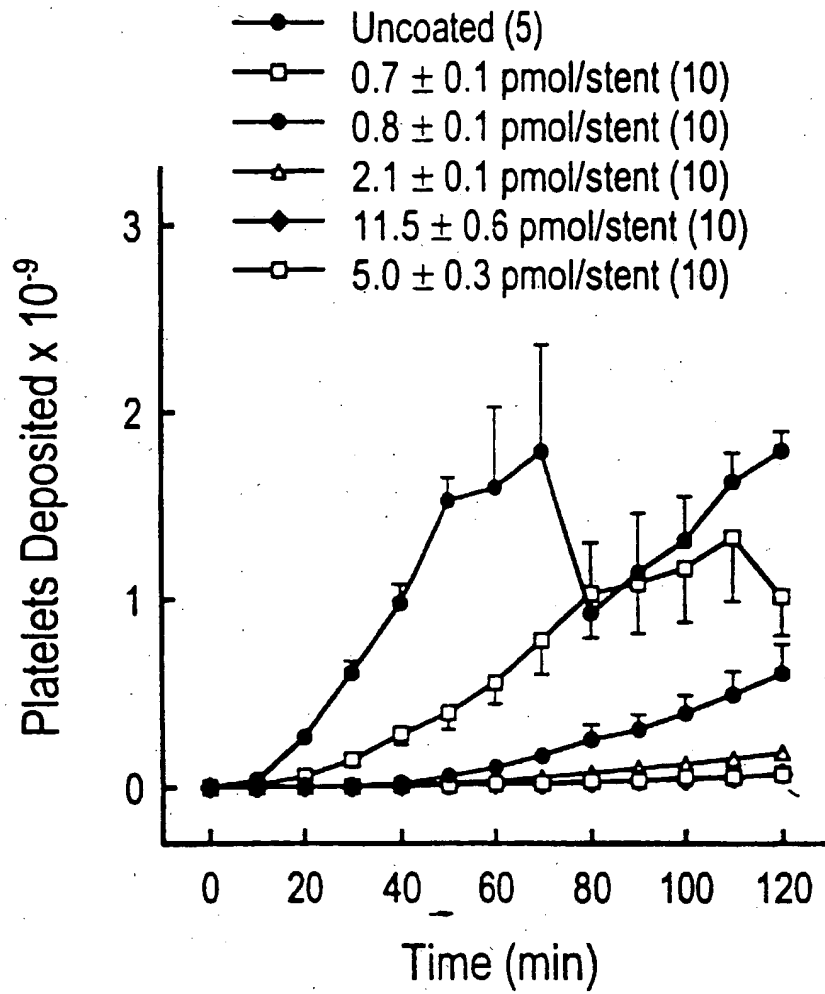 Uncoated (5)
0.7 ± 0.1 pmol/stent (10)
0.8 ± 0.1 pmol/stent (10)
2.1 ± 0.1 pmol/stent (10)
11.5 ± 0.6 pmol/stent (10)
5.0 ± 0.3 pmol/stent (10)
Platelets Deposited x 10⁻⁹
3
2
1
0
0 20 40 60 80 100 120
Time (min)